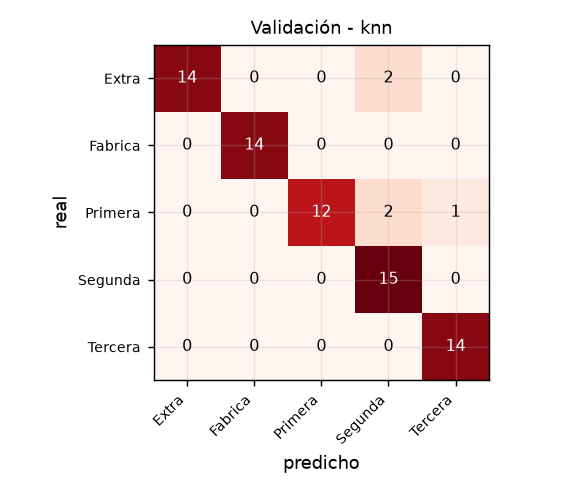 Validación - knn
Extra 14 0 0 2 0
Fabrica 0 14 0 0 0
Primera 0 0 12 2 1
Segunda 0 0 0 15 0
Tercera 0 0 0 0 14
real
Extra Fabrica Primera Segunda Tercera
predicho